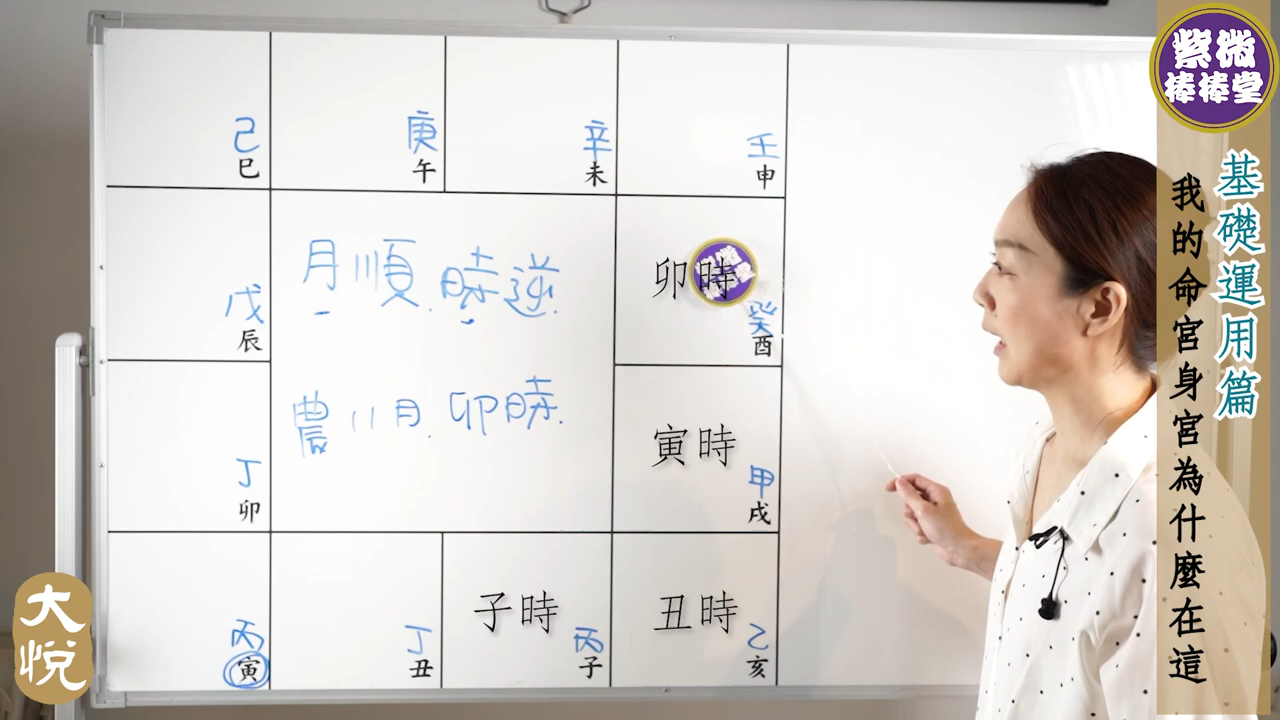 己
巳
庚
午
辛
未
壬
申
戊
辰
月順.時逆.
卯時
癸
酉
農11月.卯時.
丁
卯
寅時
甲
戌
丙
寅
丁
丑
子時
丙
子
丑時
乙
亥
紫微
棒棒堂
基礎運用篇
我的命宮身宮為什麼在這
大悅